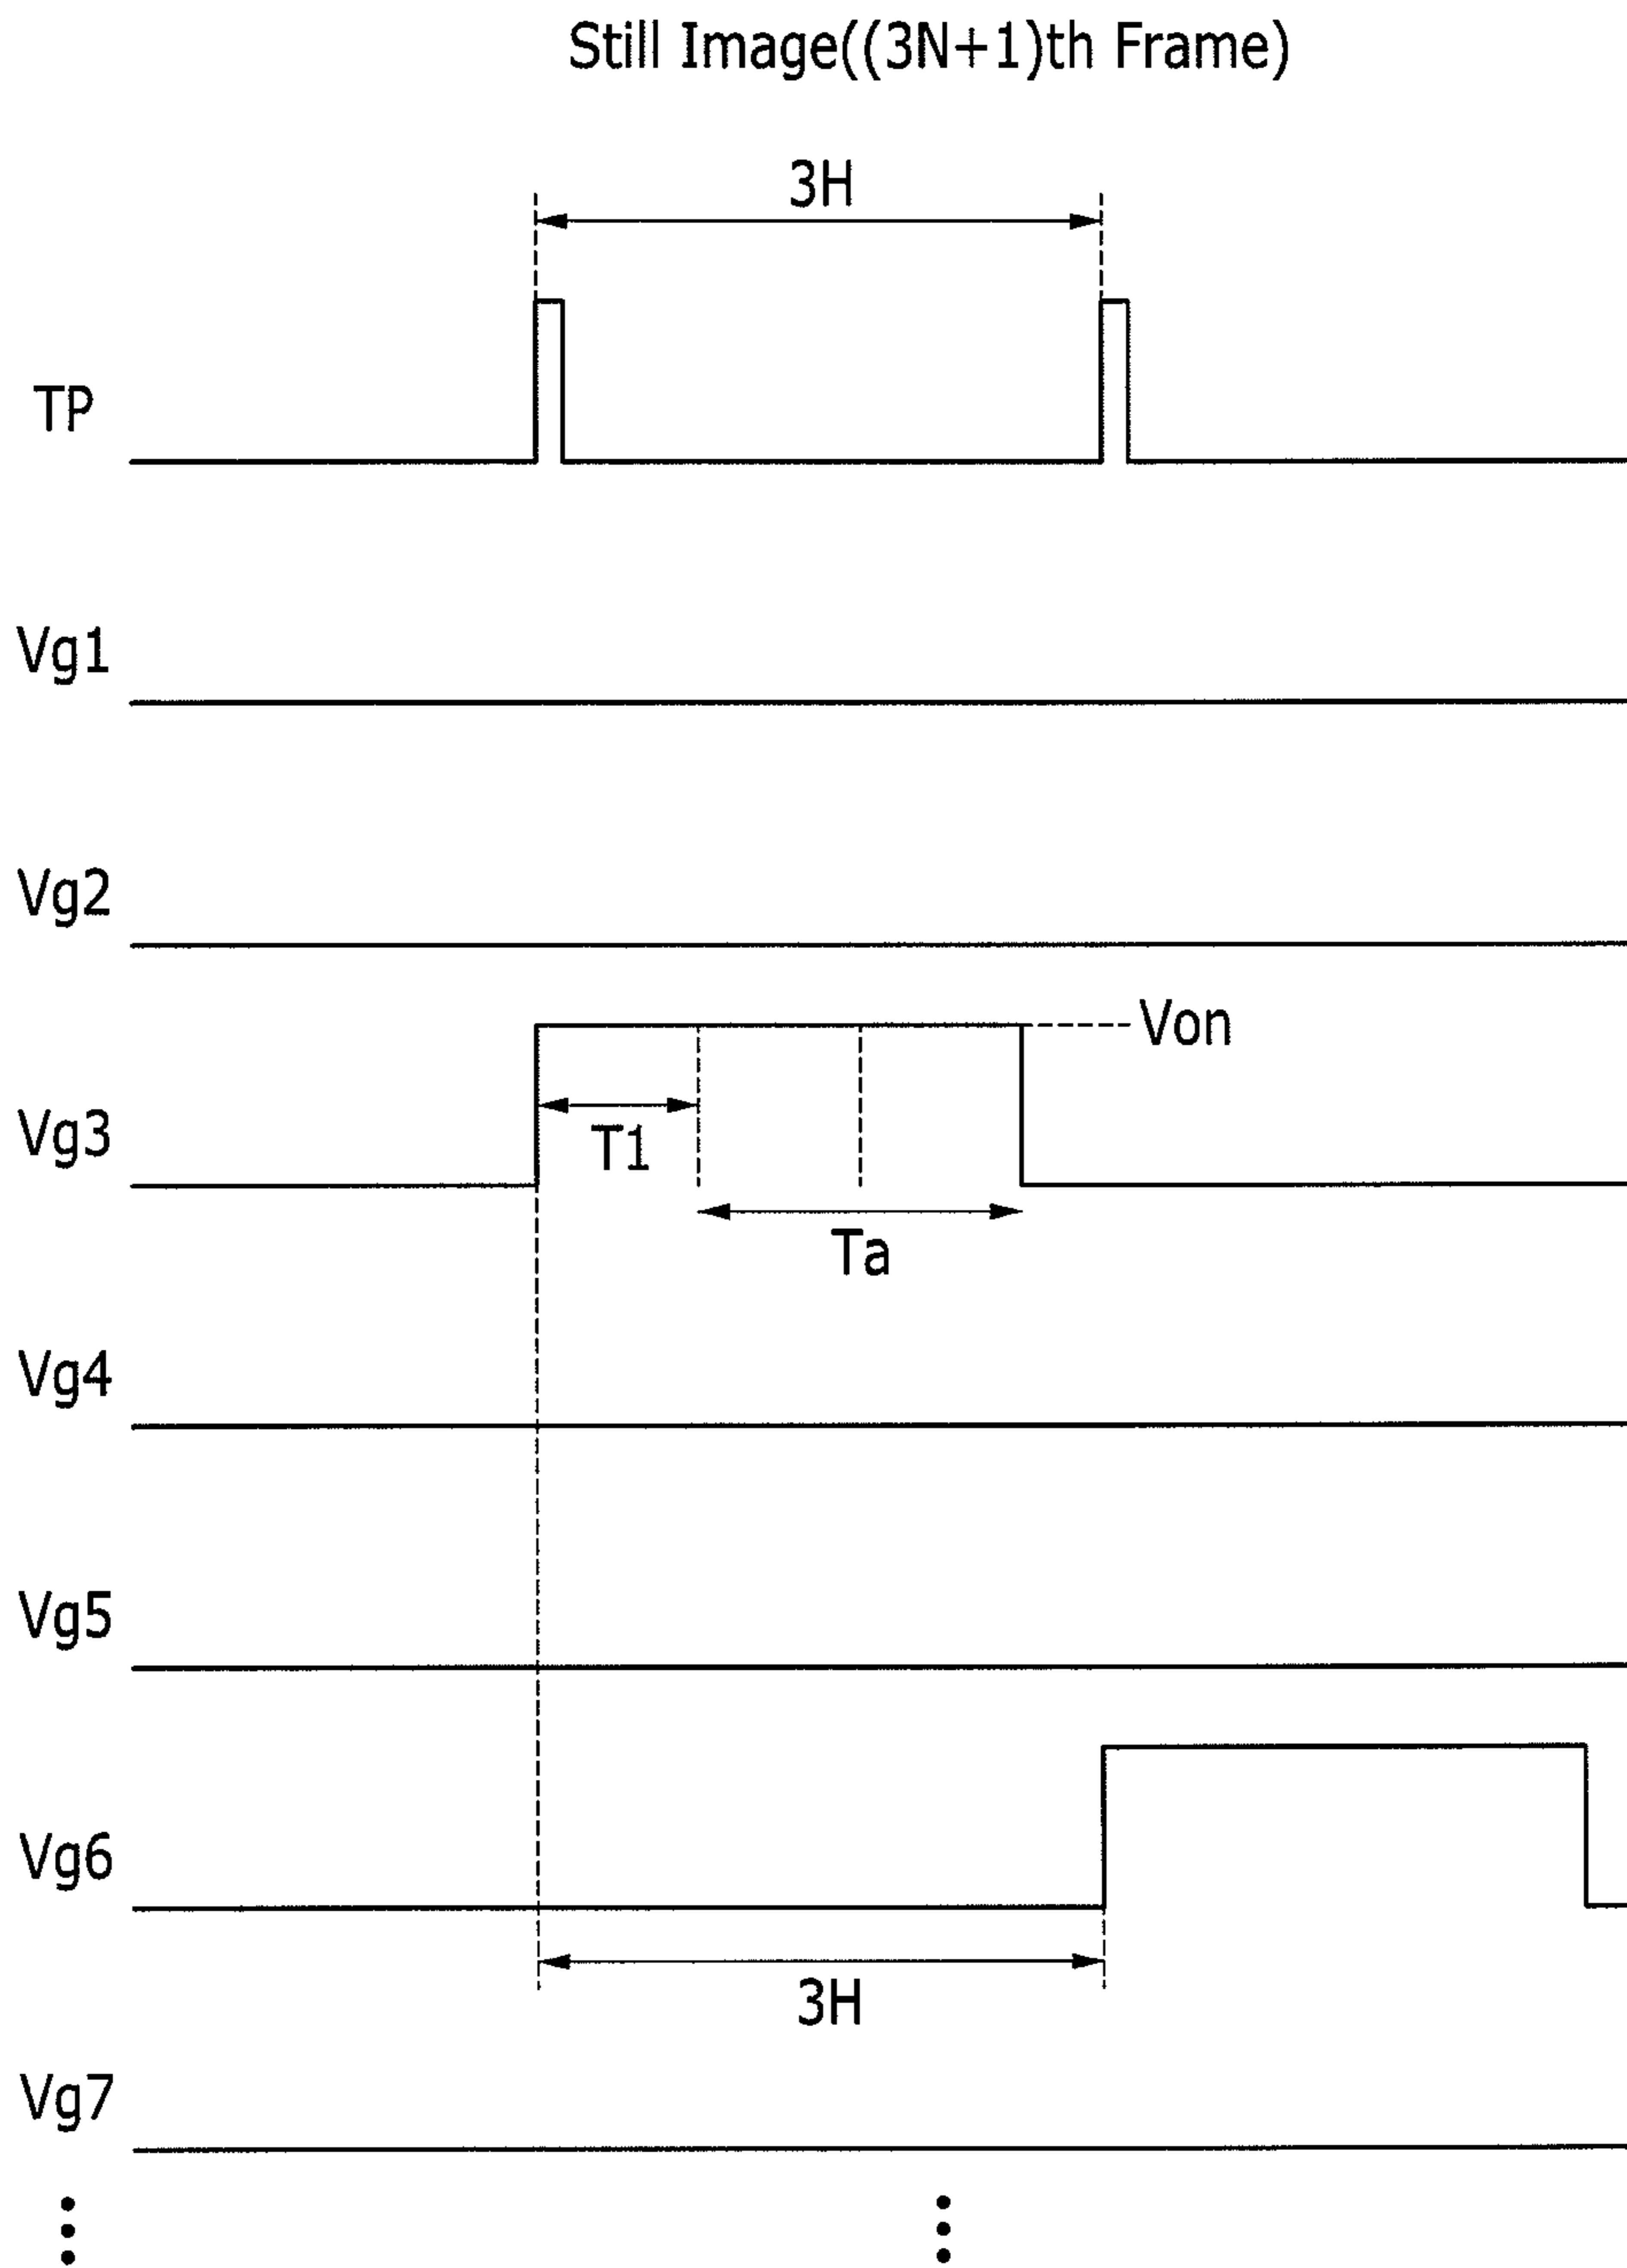 Still Image((3N+1)th Frame)
3H
TP
Vg1
Vg2
Von
Vg3
T1
Ta
Vg4
Vg5
Vg6
3H
Vg7